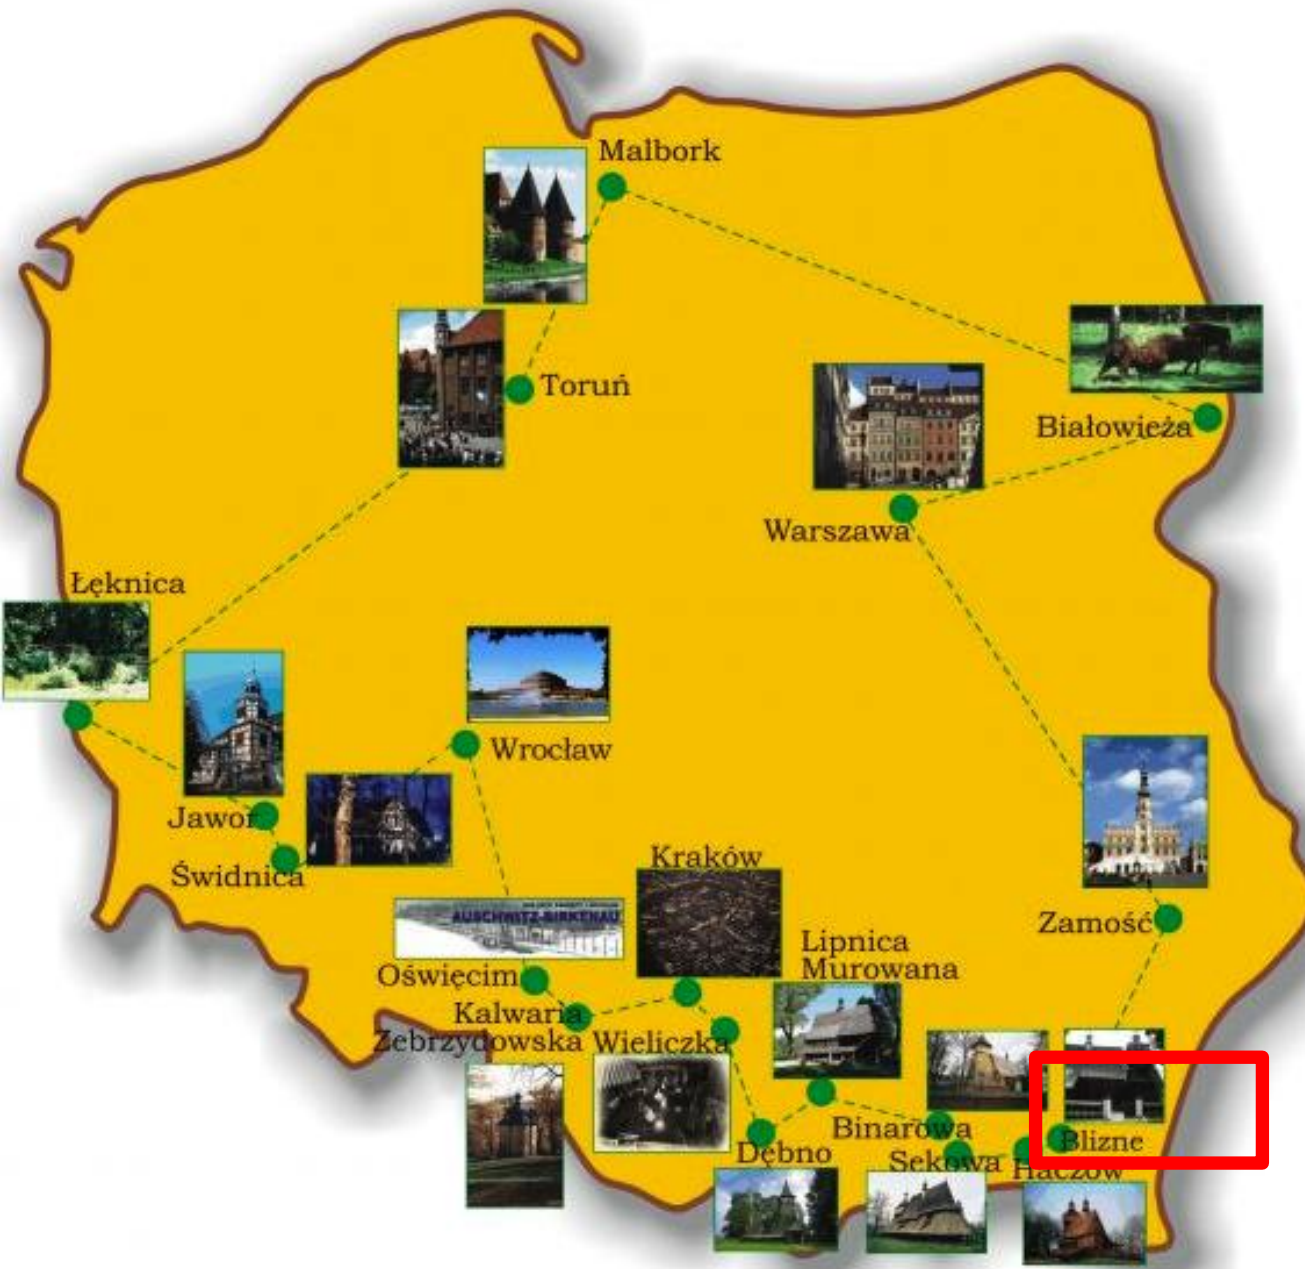 Malbork
Toruń
Białowieża
Warszawa
Łęknica
Wrocław
Jawor
Świdnica
Kraków
AUSCHWITZ-BIRKENAU
Zamość
Lipnica
Murowana
Oświęcim
Kalwaria
Zebrzydowska
Wieliczka
Binarowa
Dębno
Sękowa
Haczów
Blizne